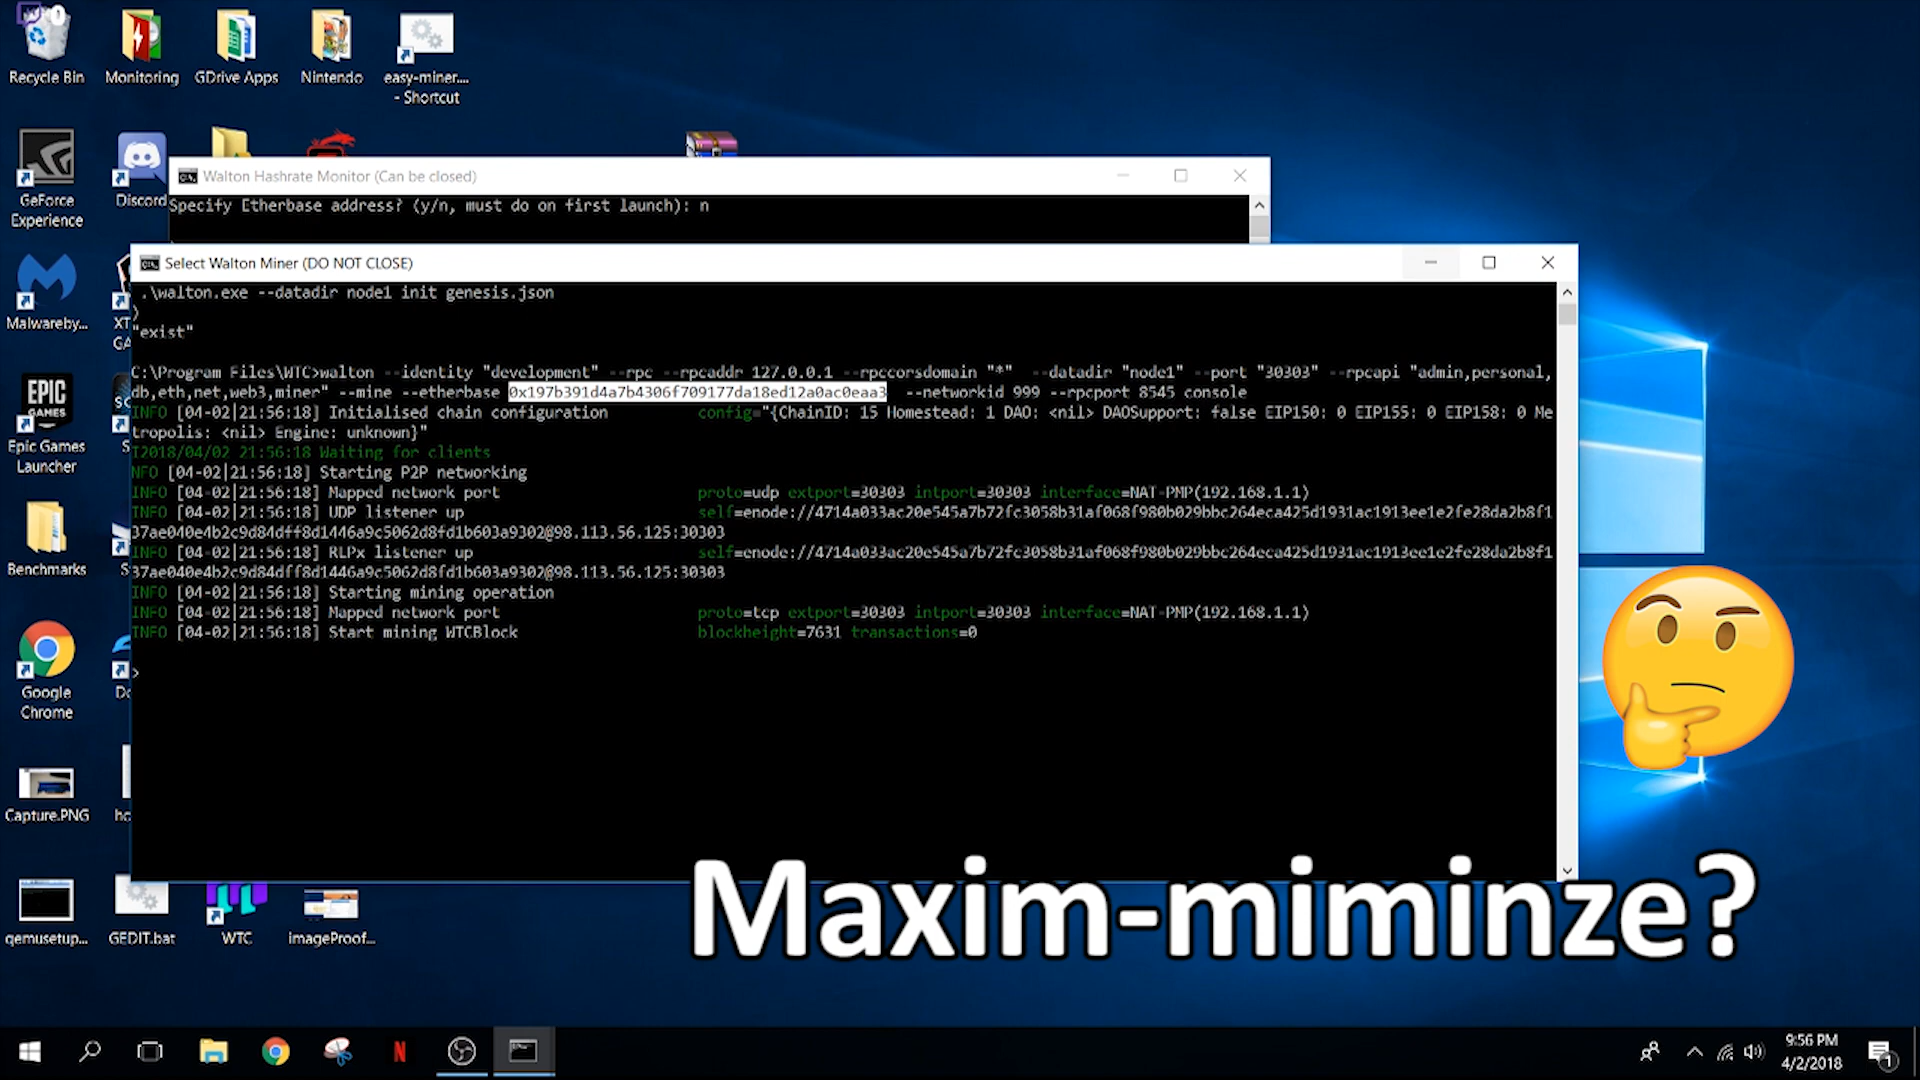 Recycle Bin
Monitoring
GDrive Apps
Nintendo
easy-miner....
- Shortcut
GeForce
Experience
Discord
Walton Hashrate Monitor (Can be closed)
Specify Etherbase address? (y/n, must do on first launch): n
Select Walton Miner (DO NOT CLOSE)
.\walton.exe --datadir node1 init genesis.json
)
"exist"
C:\Program Files\WTC>walton --identity "development" --rpc --rpcaddr 127.0.0.1 --rpccorsdomain "*" --datadir "node1" --port "30303" --rpcapi "admin,personal,
db,eth,net,web3,miner" --mine --etherbase 0x197b391d4a7b4306f709177da18ed12a0ac0eaa3 --networkid 999 --rpcport 8545 console
INFO [04-02|21:56:18] Initialised chain configuration config="{ChainID: 15 Homestead: 1 DAO: <nil> DAOSupport: false EIP150: 0 EIP155: 0 EIP158: 0 Me
tropolis: <nil> Engine: unknown}"
I2018/04/02 21:56:18 Waiting for clients
NFO [04-02|21:56:18] Starting P2P networking
INFO [04-02|21:56:18] Mapped network port proto=udp extport=30303 intport=30303 interface=NAT-PMP(192.168.1.1)
INFO [04-02|21:56:18] UDP listener up self=enode://4714a033ac20e545a7b72fc3058b31af068f980b029bbc264eca425d1931ac1913ee1e2fe28da2b8f1
37ae040e4b2c9d84dff8d1446a9c5062d8fd1b603a9302@98.113.56.125:30303
INFO [04-02|21:56:18] RLPx listener up self=enode://4714a033ac20e545a7b72fc3058b31af068f980b029bbc264eca425d1931ac1913ee1e2fe28da2b8f1
37ae040e4b2c9d84dff8d1446a9c5062d8fd1b603a9302@98.113.56.125:30303
INFO [04-02|21:56:18] Starting mining operation
INFO [04-02|21:56:18] Mapped network port proto=tcp extport=30303 intport=30303 interface=NAT-PMP(192.168.1.1)
INFO [04-02|21:56:18] Start mining WTCBlock blockheight=7631 transactions=0
>
Malwareby...
XT
GA
EPIC
GAMES
Epic Games
Launcher
Benchmarks
Google
Chrome
Capture.PNG
qemusetup...
GEDIT.bat
WTC
imageProof...
Maxim-miminze?
9:56 PM
4/2/2018
1